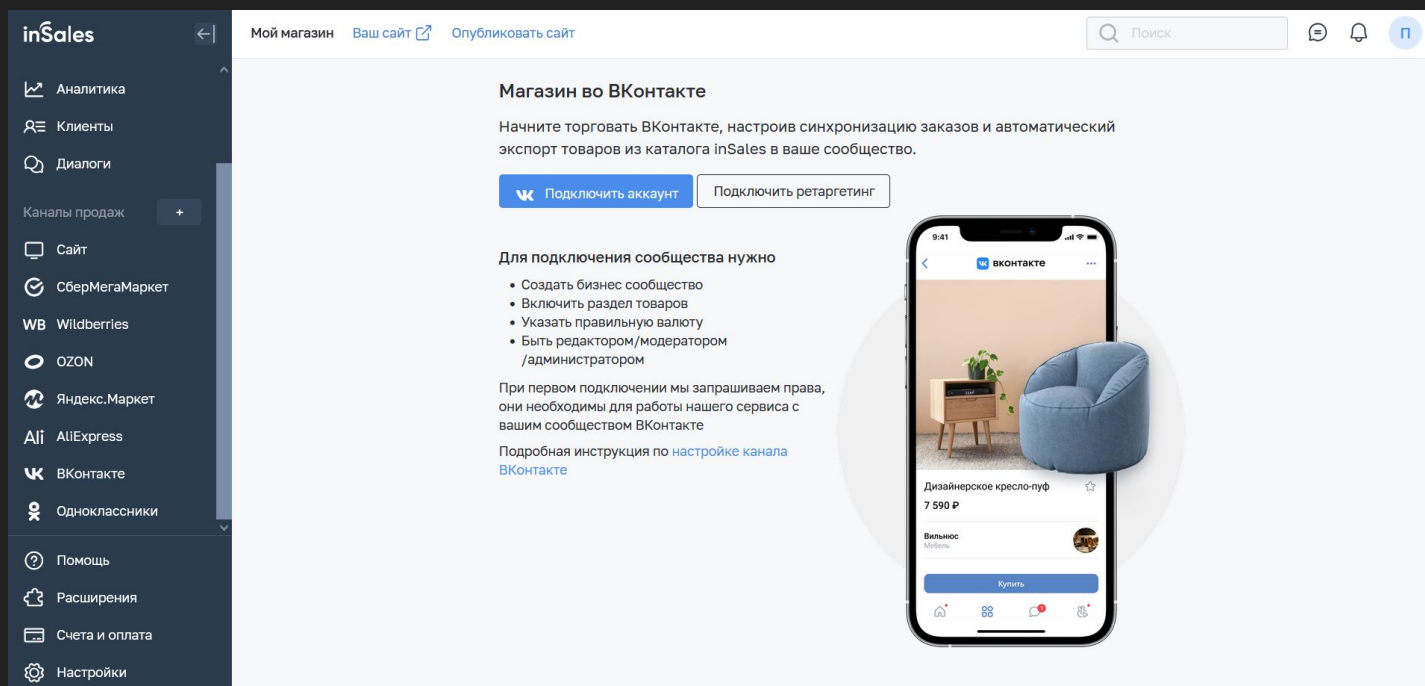 inSales
Мой магазин Ваш сайт Опубликовать сайт
Поиск
П
Аналитика
Клиенты
Диалоги
Каналы продаж +
Сайт
СберМегаМаркет
WB Wildberries
OZON
Яндекс.Маркет
Ali AliExpress
ВКонтакте
Одноклассники
Помощь
Расширения
Счета и оплата
Настройки
Магазин во ВКонтакте
Начните торговать ВКонтакте, настроив синхронизацию заказов и автоматический
экспорт товаров из каталога inSales в ваше сообщество.
Подключить аккаунт Подключить ретаргетинг
Для подключения сообщества нужно
• Создать бизнес сообщество
• Включить раздел товаров
• Указать правильную валюту
• Быть редактором/модератором
/администратором
При первом подключении мы запрашиваем права,
они необходимы для работы нашего сервиса с
вашим сообществом ВКонтакте
Подробная инструкция по настройке канала
ВКонтакте
9:41
вконтакте
Дизайнерское кресло-пуф
7 590 ₽
Вильнюс
Мебель
Купить